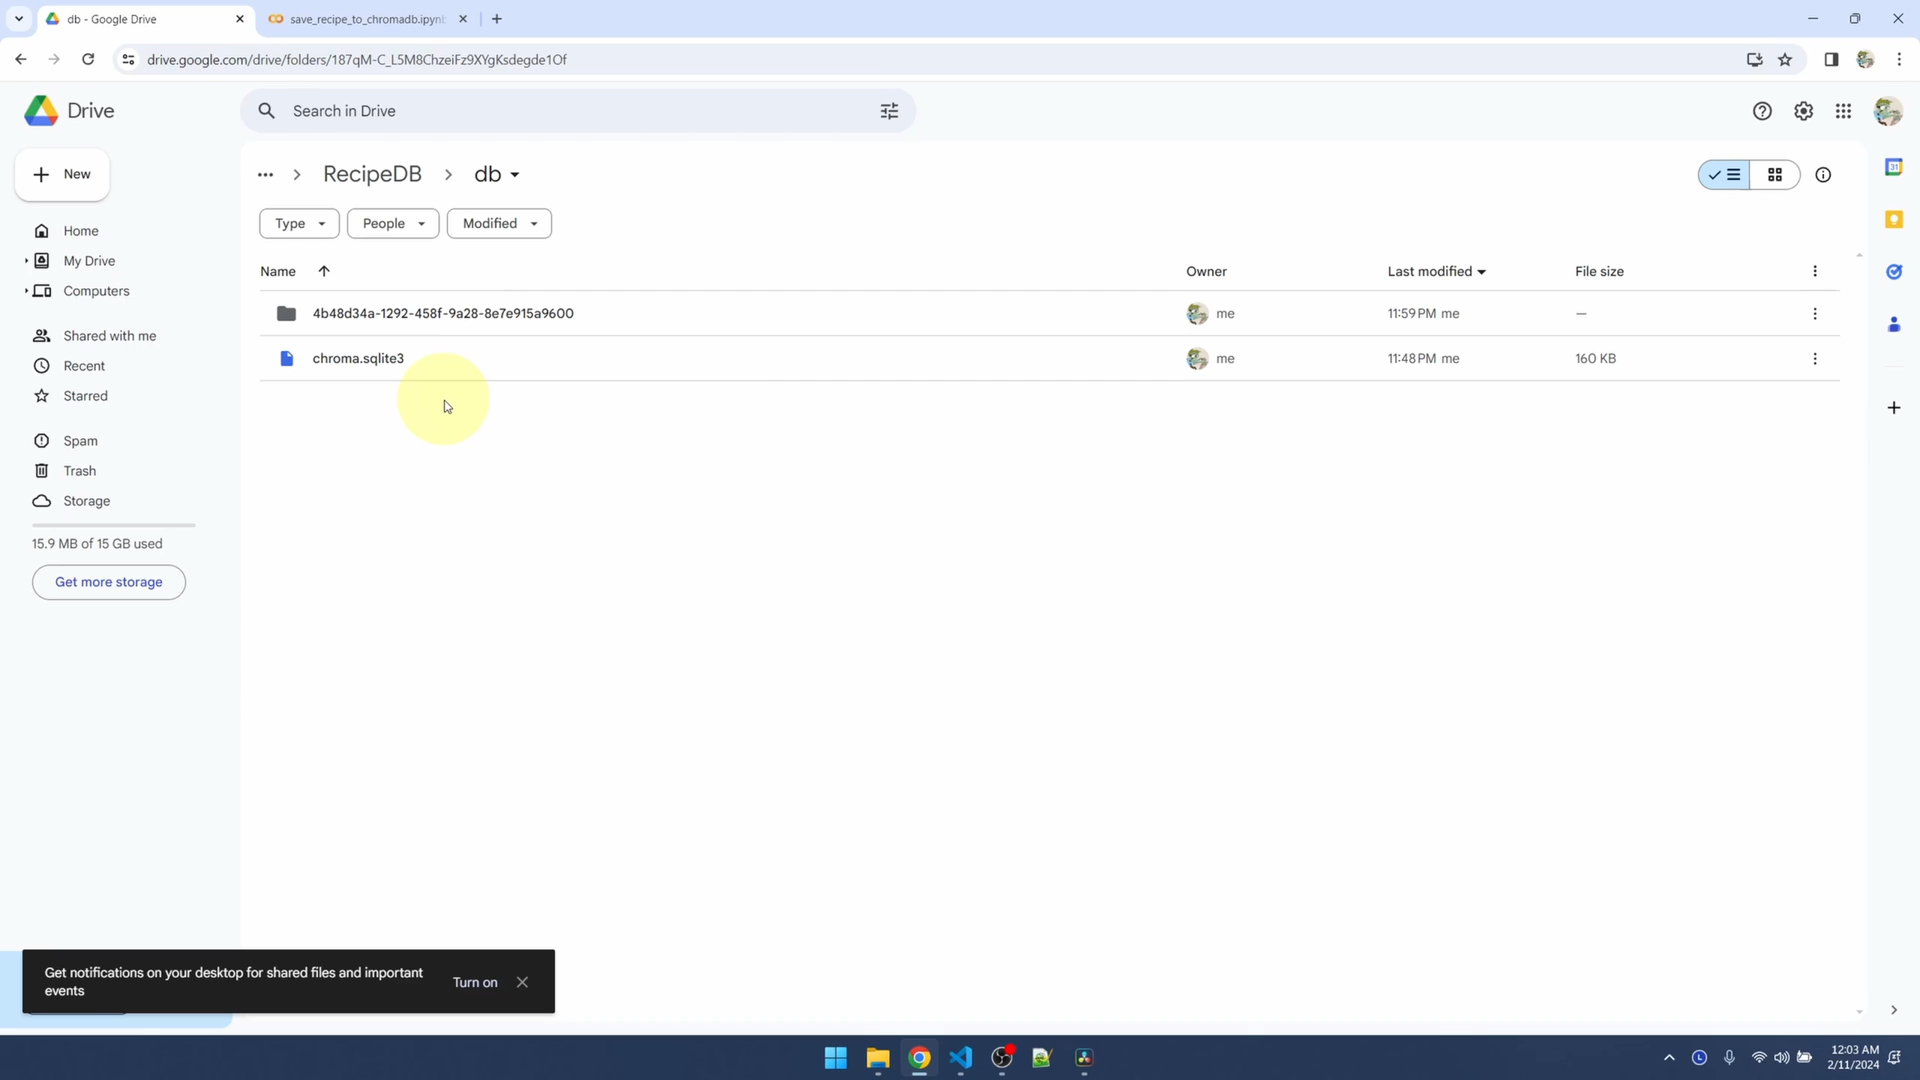 db - Google Drive
save_recipe_to_chromadb.ipynb
drive.google.com/drive/folders/187qM-C_L5M8ChzeiFz9XYgKsdegde1Of
Drive
Search in Drive
New
RecipeDB
db
Type
People
Modified
Home
My Drive
Computers
Shared with me
Recent
Starred
Spam
Trash
Storage
15.9 MB of 15 GB used
Get more storage
Name
Owner
Last modified
File size
4b48d34a-1292-458f-9a28-8e7e915a9600
me
11:59 PM me
—
chroma.sqlite3
me
11:48 PM me
160 KB
31
Get notifications on your desktop for shared files and important
events
Turn on
12:03 AM
2/11/2024